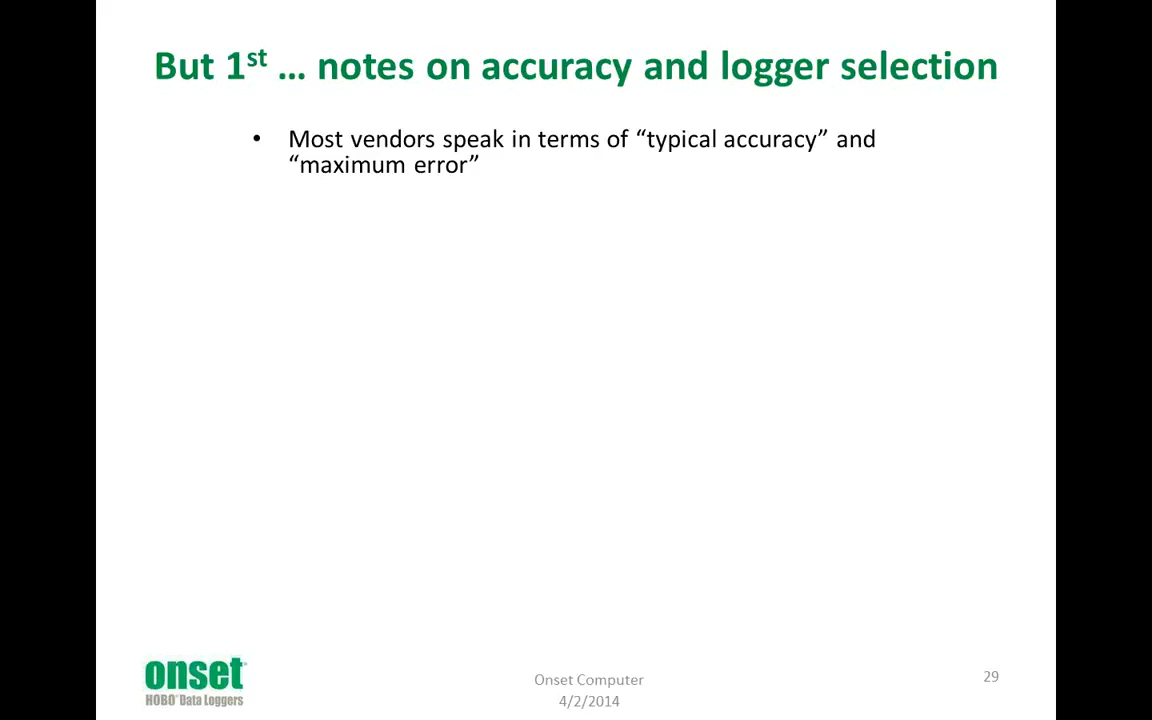 But 1st … notes on accuracy and logger selection
• Most vendors speak in terms of “typical accuracy” and
“maximum error”
onset
HOBO® Data Loggers
Onset Computer
4/2/2014
29